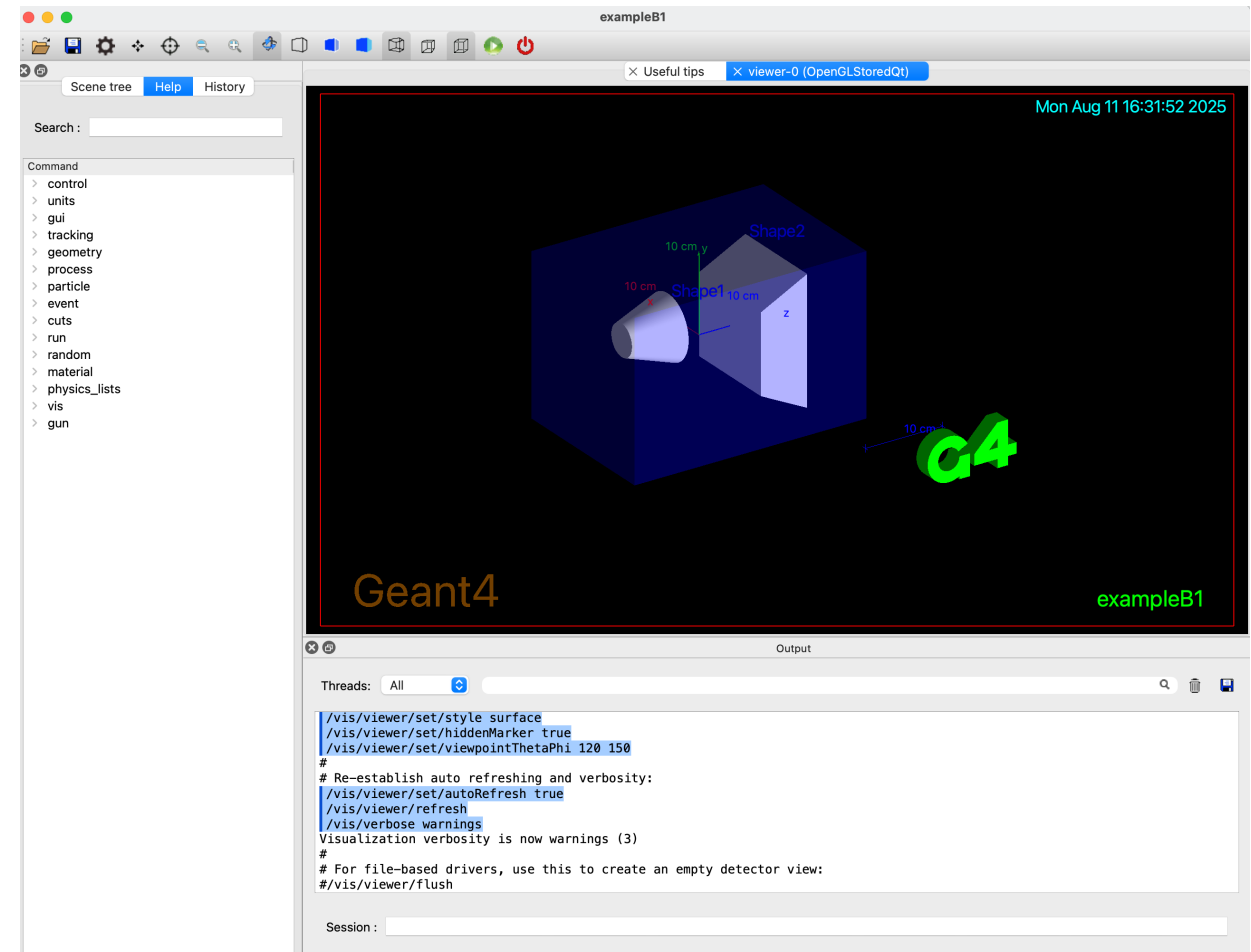 exampleB1
Useful tips
viewer-0 (OpenGLStoredQt)
Scene tree
Help
History
Search :
Command
control
units
gui
tracking
geometry
process
particle
event
cuts
run
random
material
physics_lists
vis
gun
Mon Aug 11 16:31:52 2025
Shape2
10 cm
y
10 cm
x
Shape1
10 cm
z
10 cm
G4
Geant4
exampleB1
Output
Threads:
All
/vis/viewer/set/style surface
/vis/viewer/set/hiddenMarker true
/vis/viewer/set/viewpointThetaPhi 120 150
#
# Re-establish auto refreshing and verbosity:
/vis/viewer/set/autoRefresh true
/vis/viewer/refresh
/vis/verbose warnings
Visualization verbosity is now warnings (3)
#
# For file-based drivers, use this to create an empty detector view:
#/vis/viewer/flush
Session :